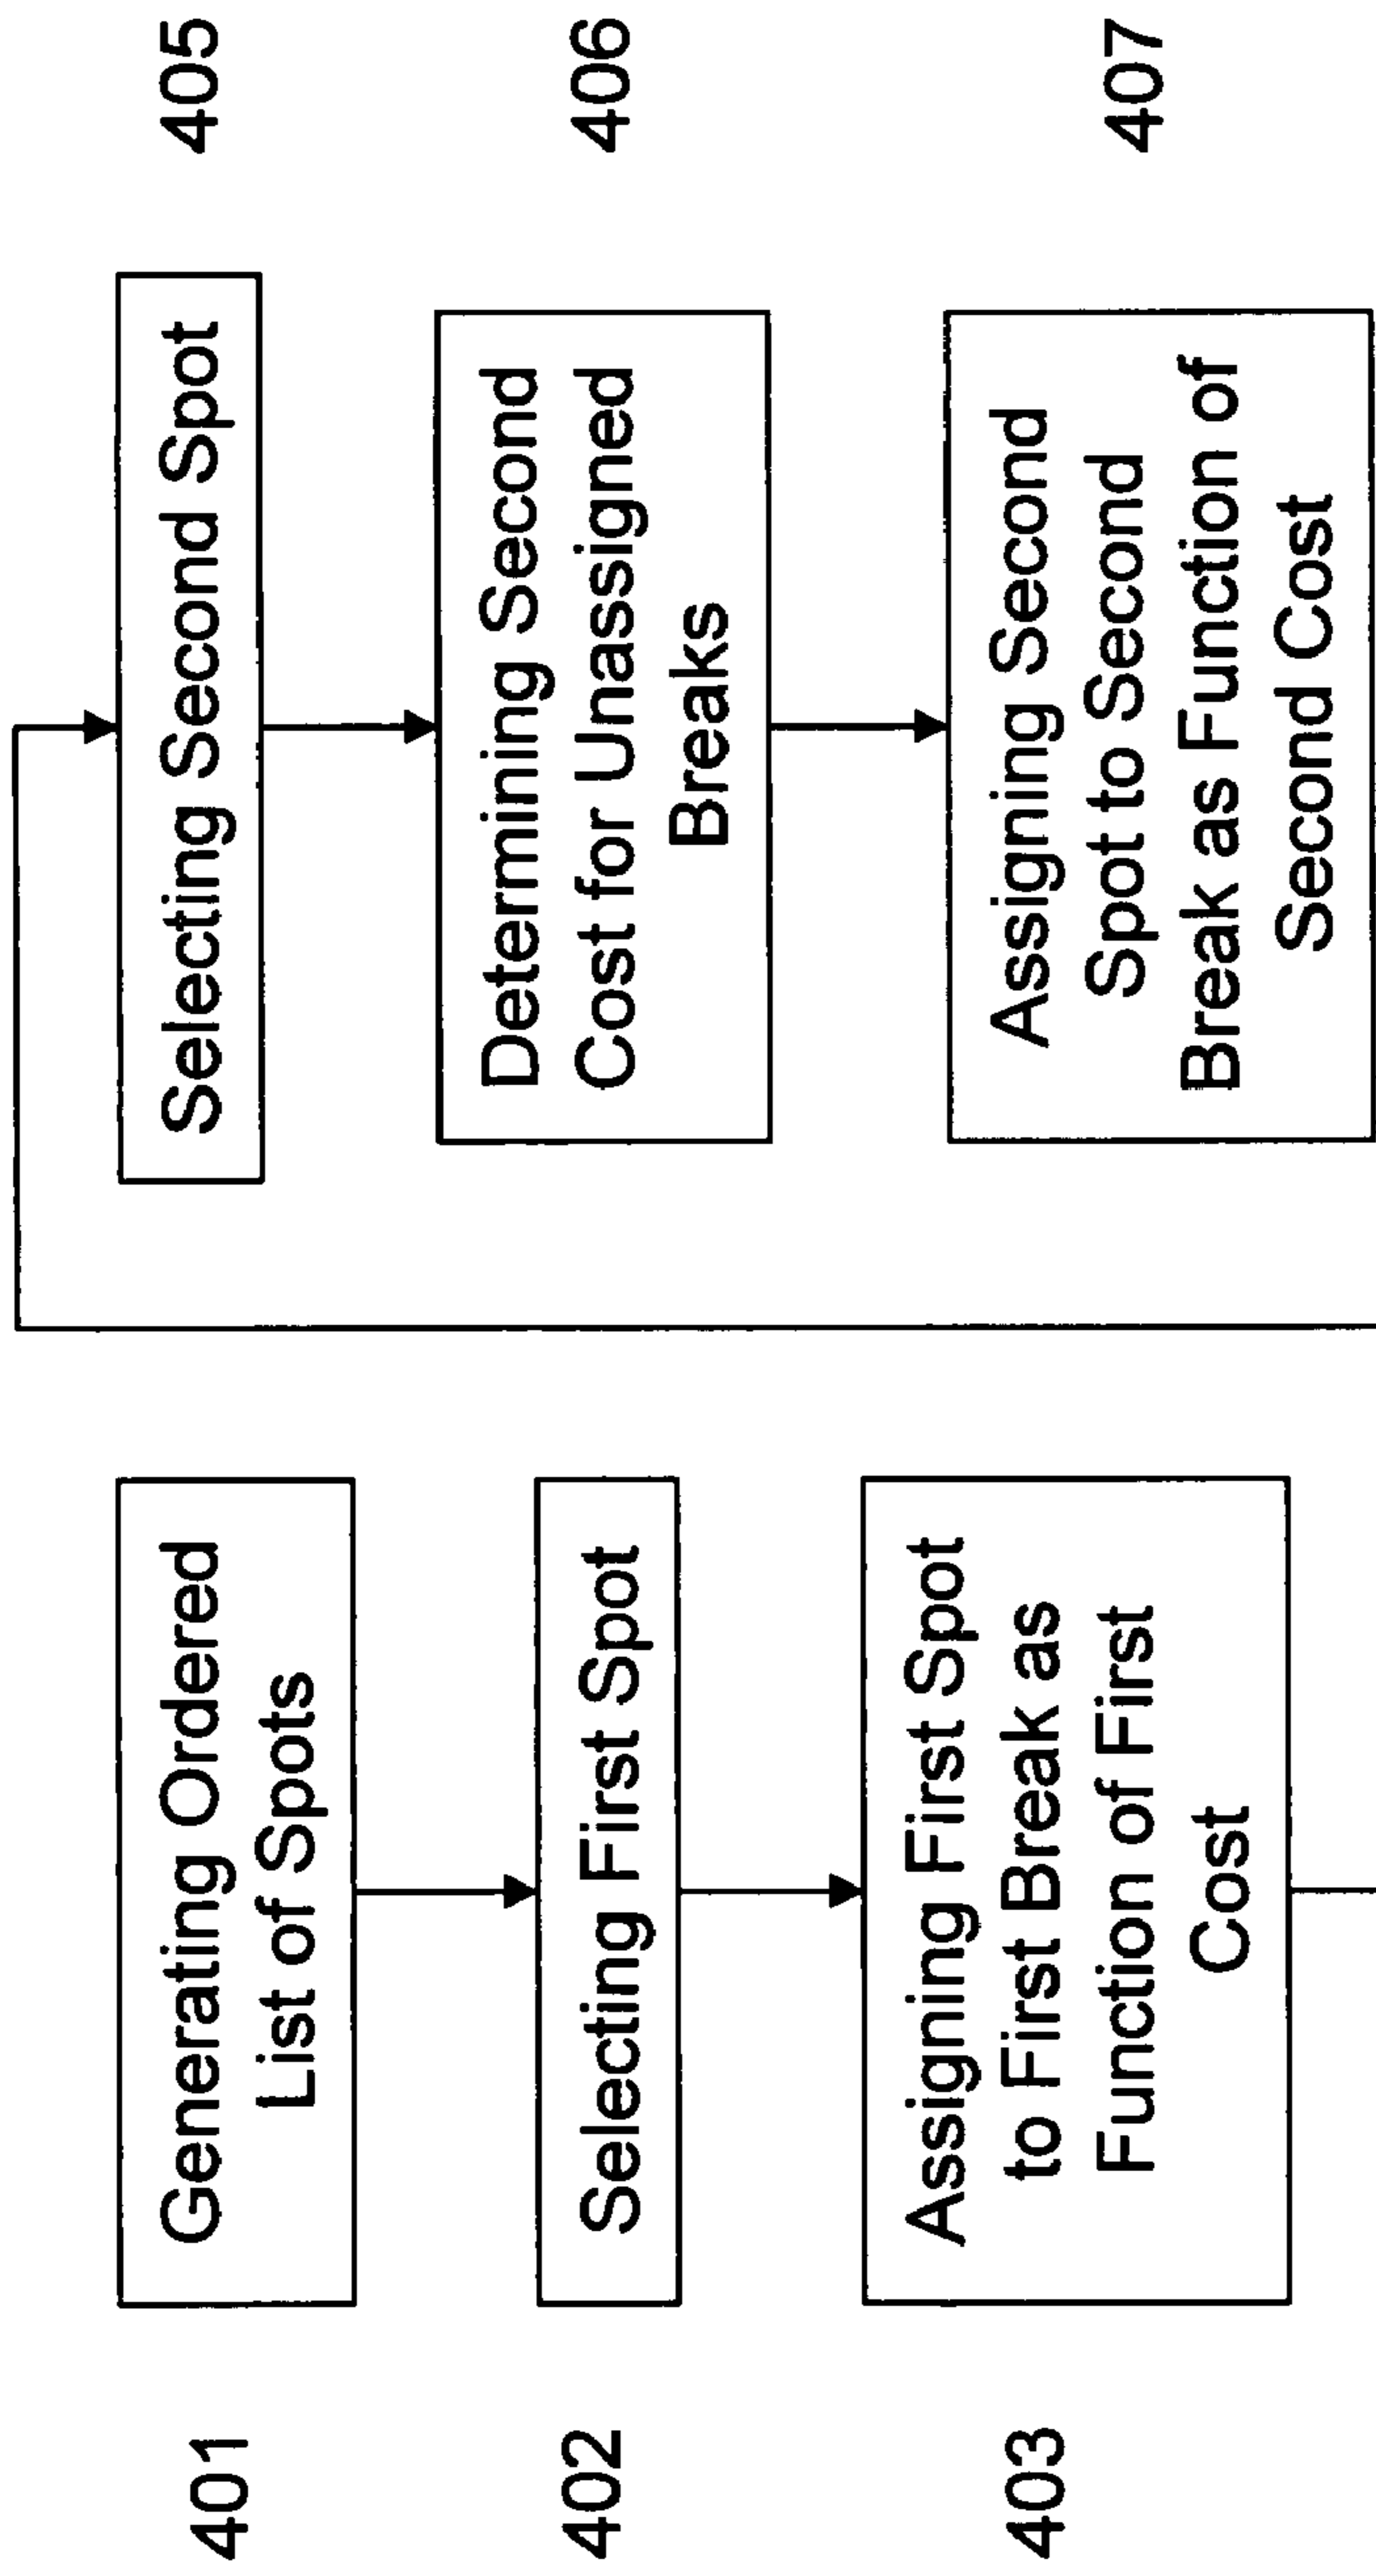 401
Generating Ordered
List of Spots
402
Selecting First Spot
403
Assigning First Spot
to First Break as
Function of First
Cost
Selecting Second Spot
405
Determining Second
Cost for Unassigned
Breaks
406
Assigning Second
Spot to Second
Break as Function of
Second Cost
407